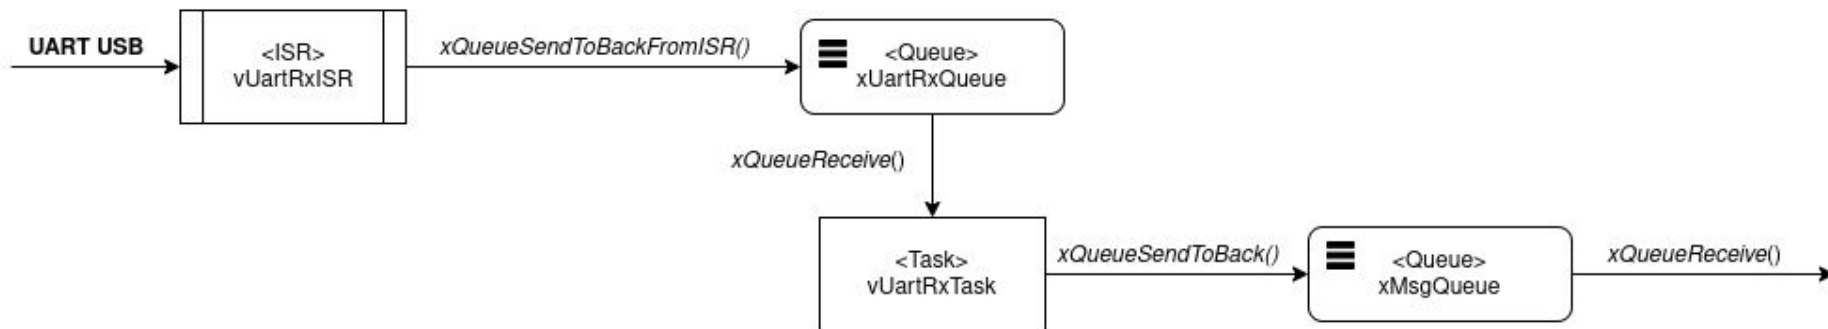 UART USB
<ISR>
vUartRxISR
xQueueSendToBackFromISR()
<Queue>
xUartRxQueue
xQueueReceive()
<Task>
vUartRxTask
xQueueSendToBack()
<Queue>
xMsgQueue
xQueueReceive()